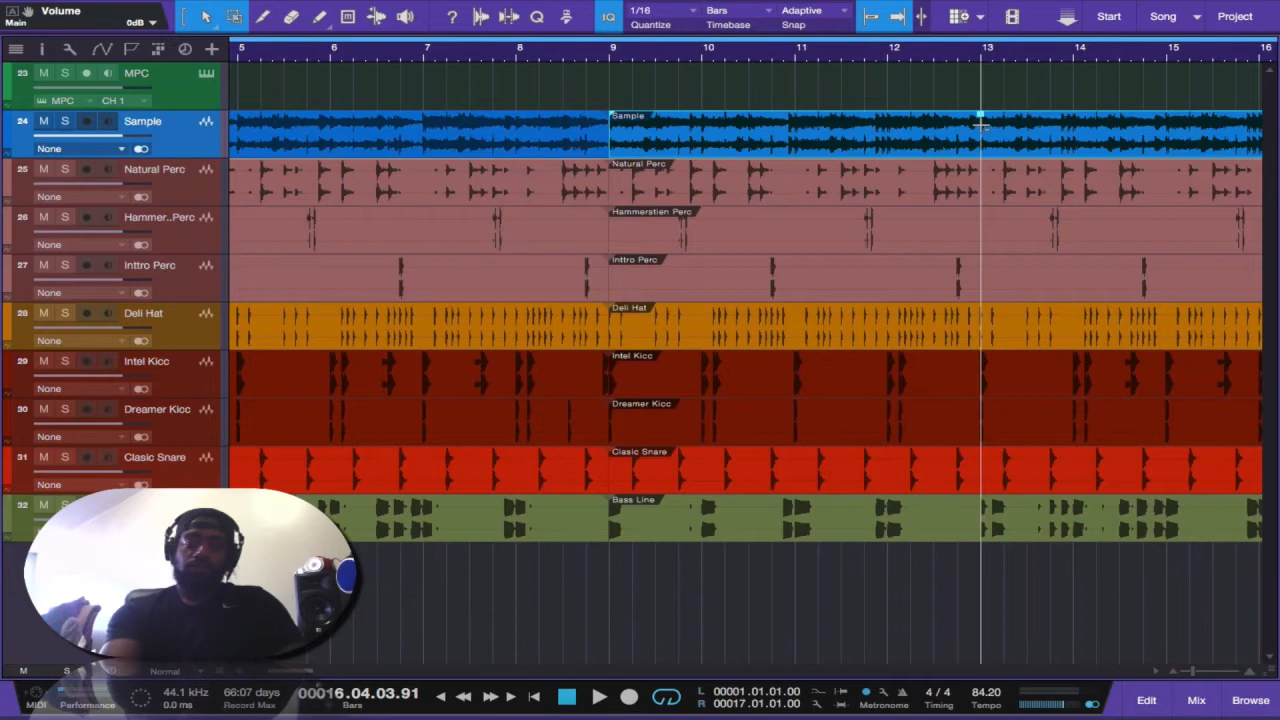 A Volume
Main 0dB
?
Q
IQ
1/16 Bars Adaptive
Quantize Timebase Snap
Start Song Project
5 6 7 8 9 10 11 12 13 14 15 16
23 M S MPC
MPC CH 1
24 M S Sample
None
Sample
25 M S Natural Perc
None
Natural Perc
26 M S Hammer..Perc
None
Hammerstien Perc
27 M S Inttro Perc
None
Inttro Perc
28 M S Deli Hat
None
Deli Hat
29 M S Intel Kicc
None
Intel Kicc
30 M S Dreamer Kicc
None
Dreamer Kicc
31 M S Clasic Snare
None
Clasic Snare
32
Bass Line
M S Normal
MIDI Performance
44.1 kHz
0.0 ms
66:07 days
Record Max
00016.04.03.91
Bars
L 00001.01.01.00
R 00017.01.01.00
Metronome
4 / 4
Timing
84.20
Tempo
Edit Mix Browse